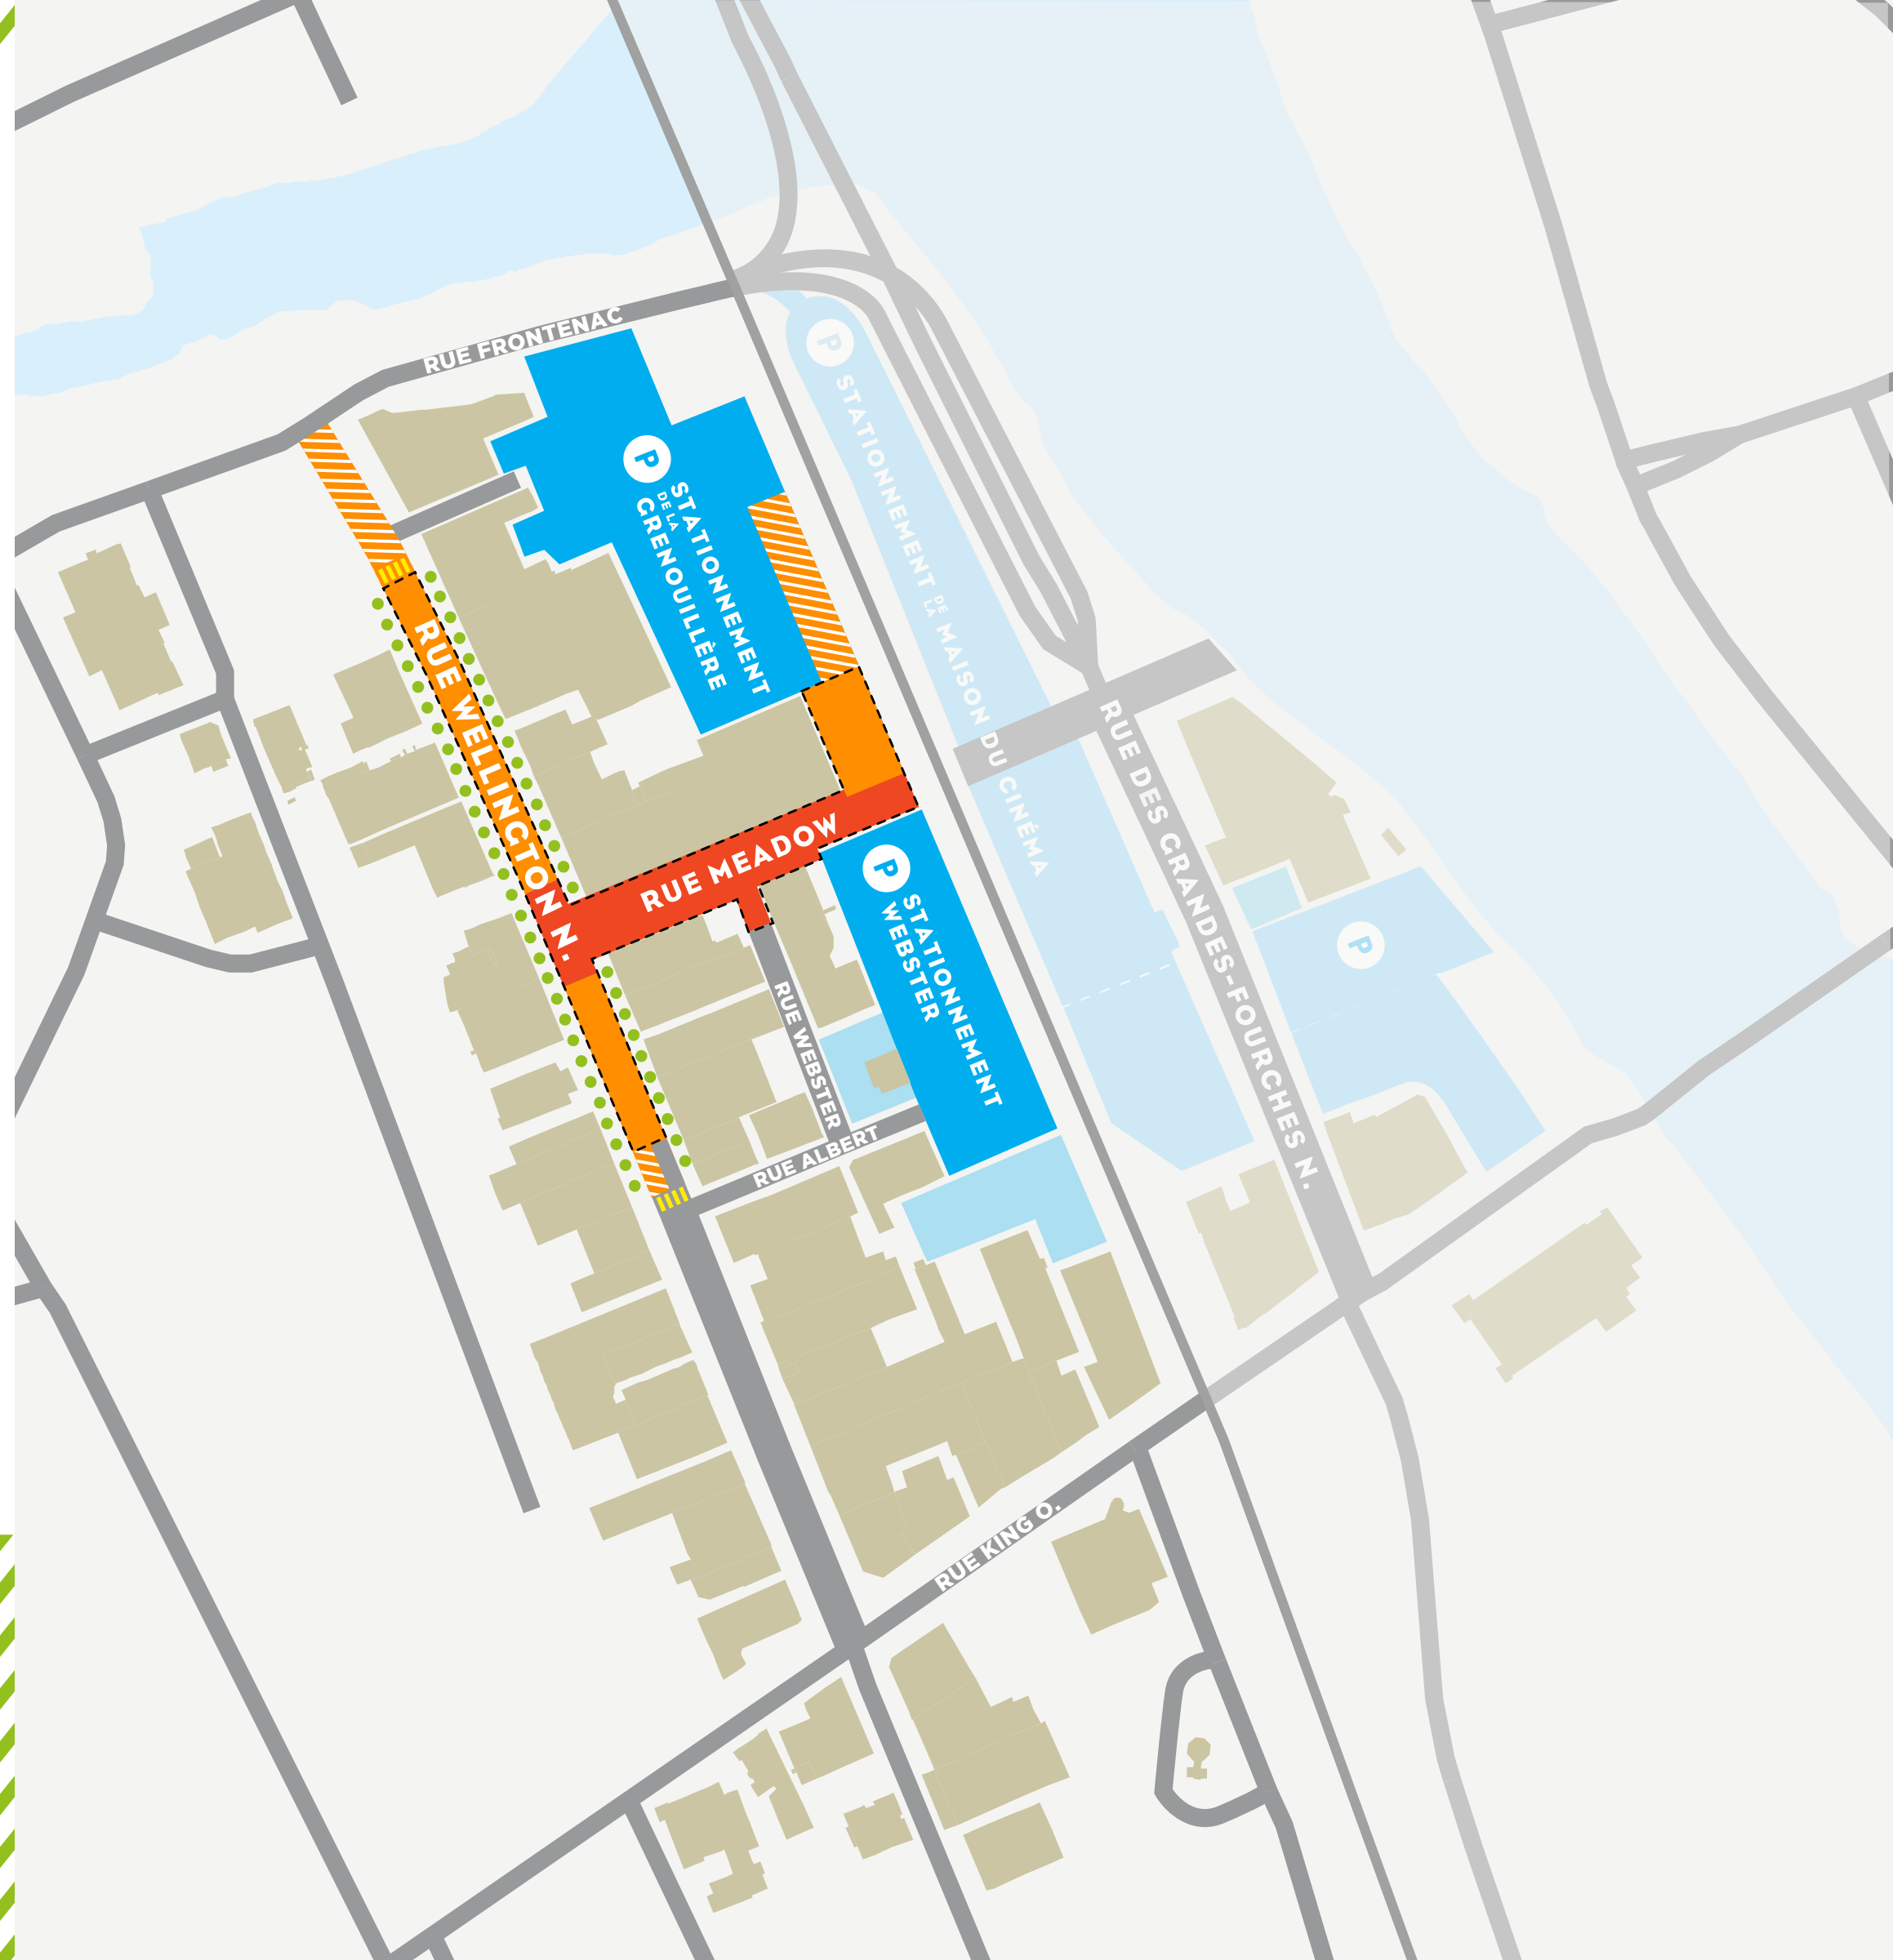 RUE FRONTENAC
P
P
STATIONNEMENT DE LA MAISON DU CINÉMA
STATIONNEMENT
DE LA
GRENOUILLÈRE
RUE WELLINGTON N.
RUE DES GRANDES-FOURCHES N.
RUE MEADOW
P
STATIONNEMENT
WEBSTER
P
RUE WEBSTER
RUE ALBERT
RUE KING O.